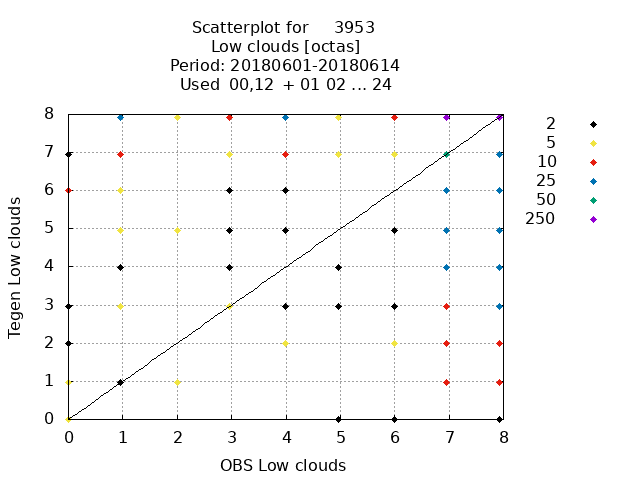 Scatterplot for 3953
Low clouds [octas]
Period: 20180601-20180614
Used 00,12 + 01 02 ... 24
8
7
6
5
4
3
2
1
0
Tegen Low clouds
0 1 2 3 4 5 6 7 8
OBS Low clouds
2
5
10
25
50
250